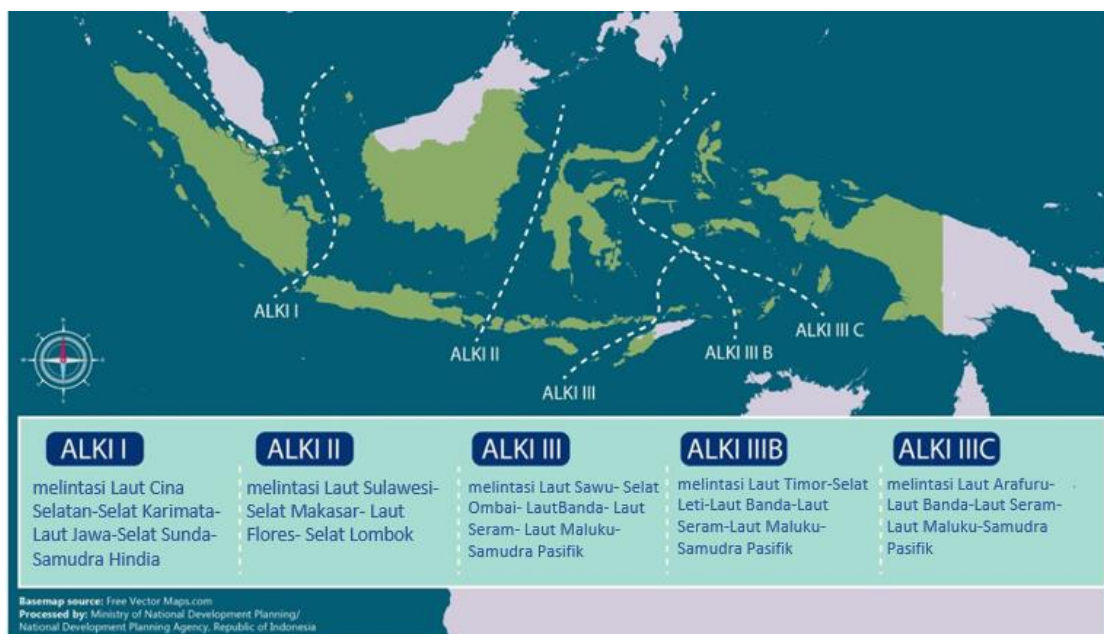 ALKI I
ALKI II
ALKI III
ALKI III B
ALKI III C
ALKI I
melintasi Laut Cina
Selatan-Selat Karimata-
Laut Jawa-Selat Sunda-
Samudra Hindia
ALKI II
melintasi Laut Sulawesi-
Selat Makasar- Laut
Flores- Selat Lombok
ALKI III
melintasi Laut Sawu- Selat
Ombai- LautBanda- Laut
Seram- Laut Maluku-
Samudra Pasifik
ALKI IIIB
melintasi Laut Timor-Selat
Leti-Laut Banda-Laut
Seram-Laut Maluku-
Samudra Pasifik
ALKI IIIC
melintasi Laut Arafuru-
Laut Banda-Laut Seram-
Laut Maluku-Samudra
Pasifik
Basemap source: Free Vector Maps.com
Processed by: Ministry of National Development Planning/
National Development Planning Agency, Republic of Indonesia